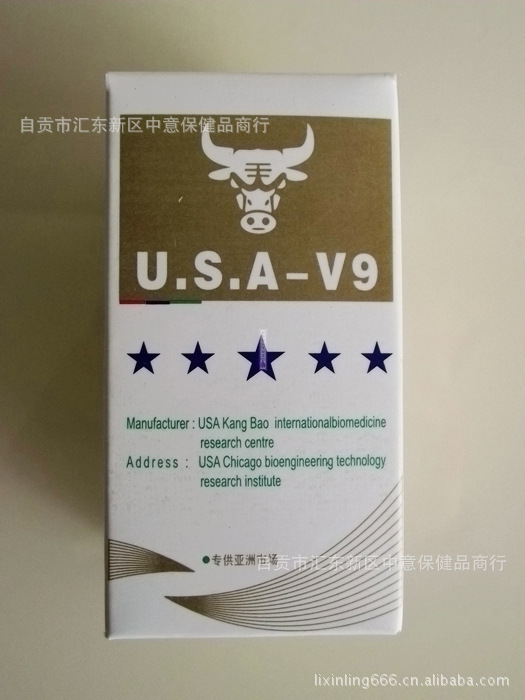 自贡市汇东新区中意保健品商行
U.S.A-V9
Manufacturer : USA Kang Bao internationalbiomedicine
research centre
Address : USA Chicago bioengineering technology
research institute
专供亚洲市场
自贡市汇东新区中意保健品商行
lixinling666.cn.alibaba.com